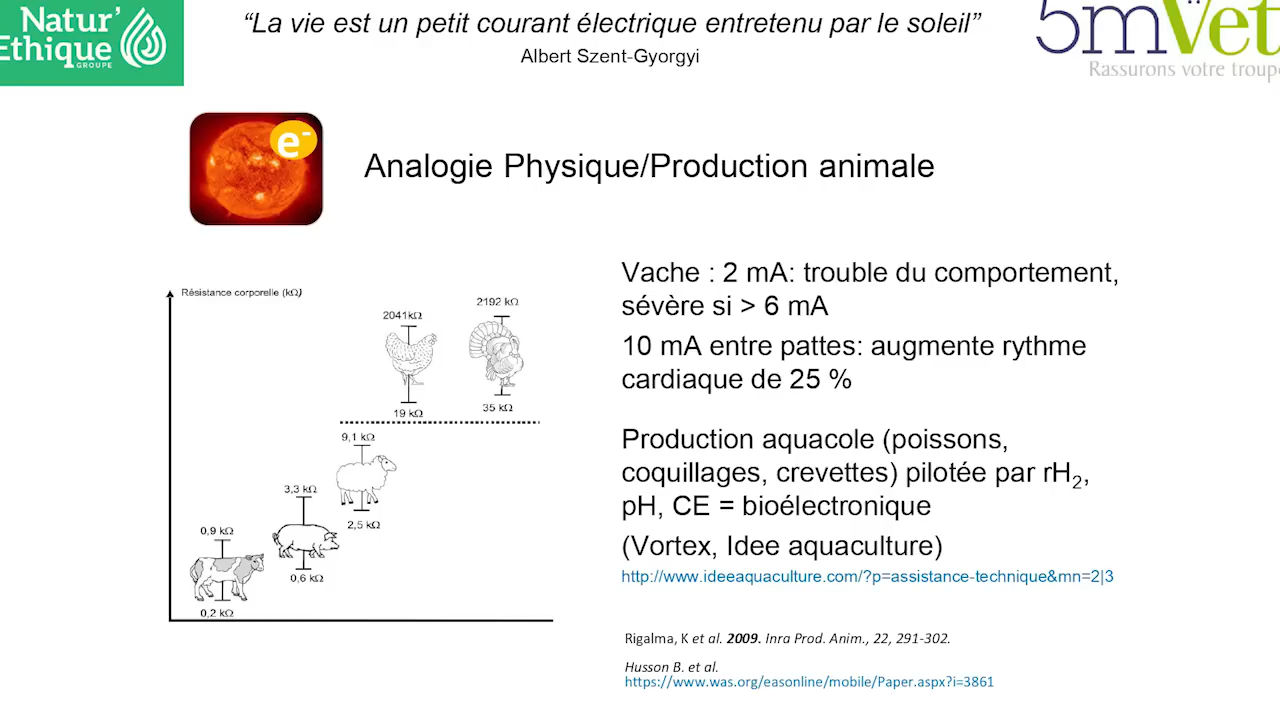 Natur'
Ethique
GROUPE
“La vie est un petit courant électrique entretenu par le soleil”
Albert Szent-Gyorgyi
5mVet
Rassurons votre troupe
e-
Analogie Physique/Production animale
Résistance corporelle (kΩ)
2041kΩ
2192 kΩ
19 kΩ
35 kΩ
9,1 kΩ
2,5 kΩ
3,3 kΩ
0,6 kΩ
0,9 kΩ
0,2 kΩ
Vache : 2 mA: trouble du comportement,
sévère si > 6 mA
10 mA entre pattes: augmente rythme
cardiaque de 25 %
Production aquacole (poissons,
coquillages, crevettes) pilotée par rH2,
pH, CE = bioélectronique
(Vortex, Idee aquaculture)
http://www.ideeaquaculture.com/?p=assistance-technique&mn=2|3
Rigalma, K et al. 2009. Inra Prod. Anim., 22, 291-302.
Husson B. et al.
https://www.was.org/easonline/mobile/Paper.aspx?i=3861